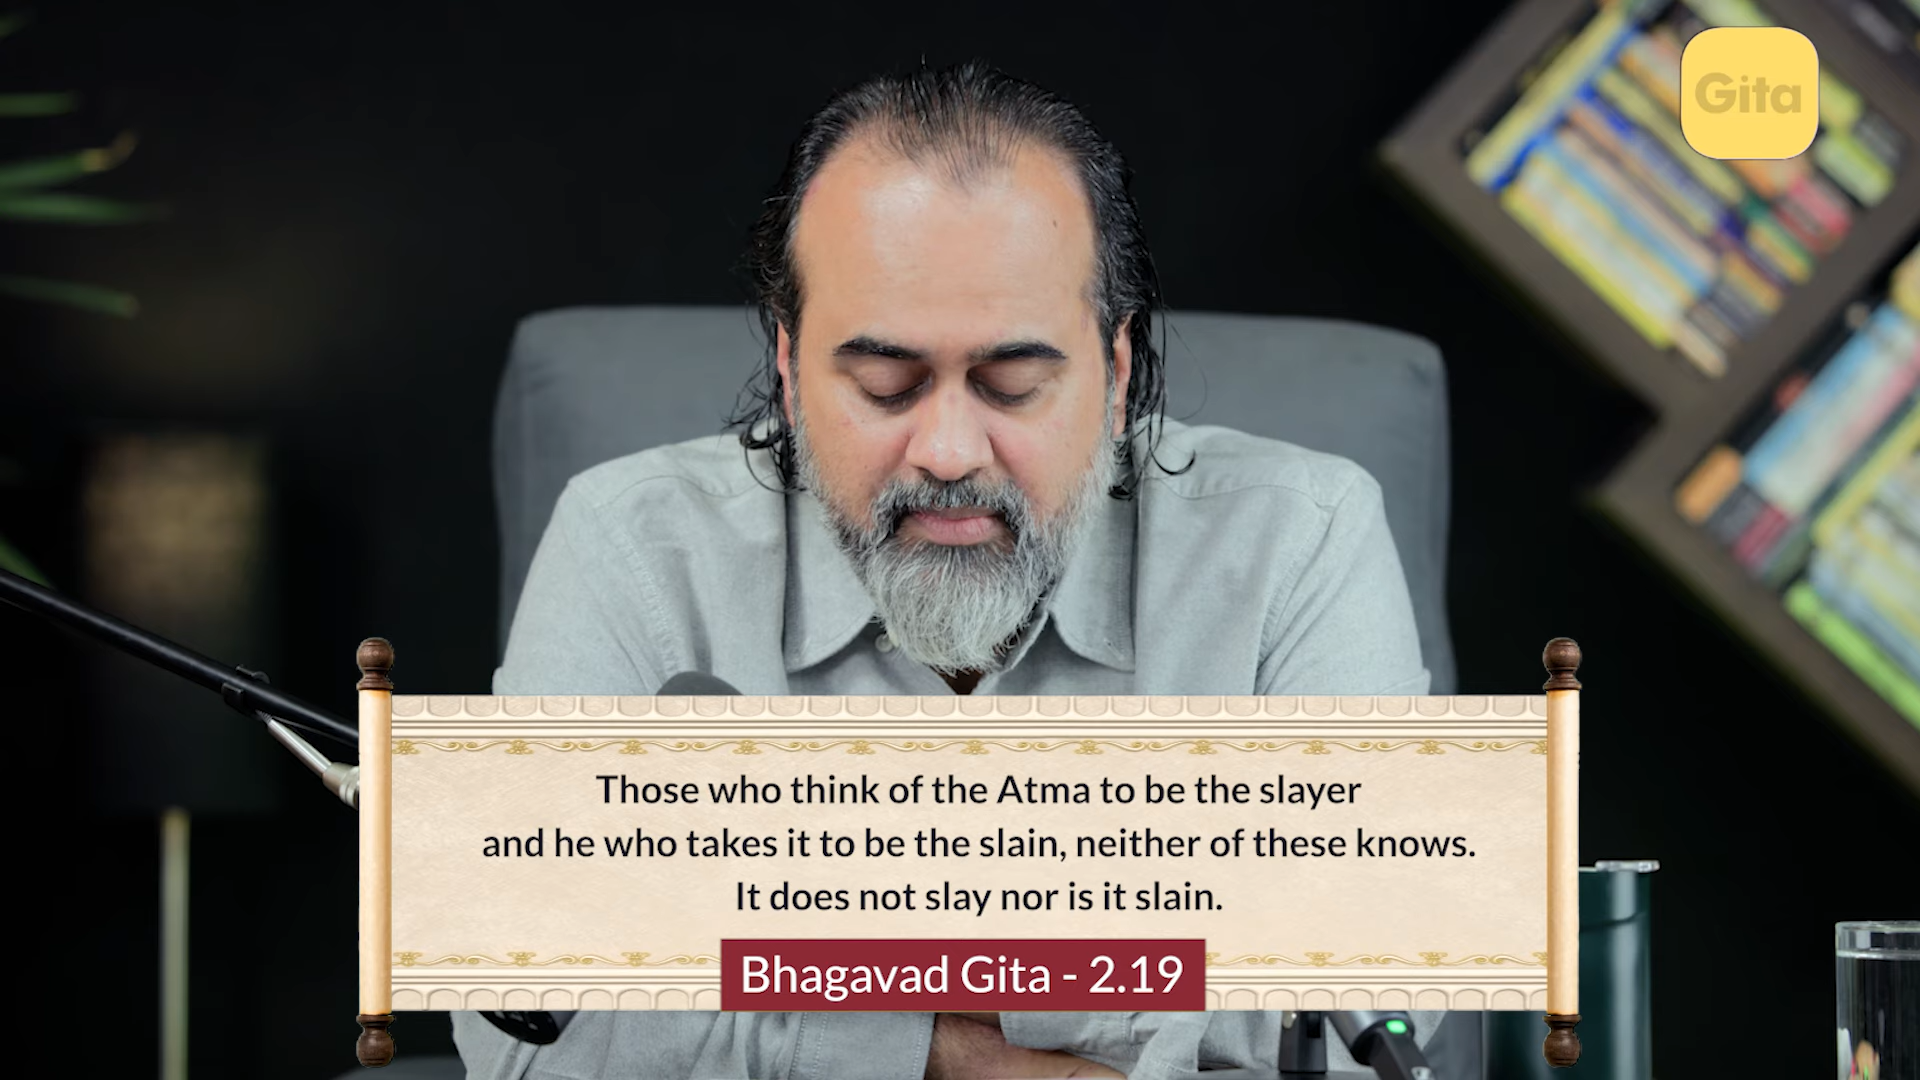 Gita
Those who think of the Atma to be the slayer
and he who takes it to be the slain, neither of these knows.
It does not slay nor is it slain.
Bhagavad Gita - 2.19